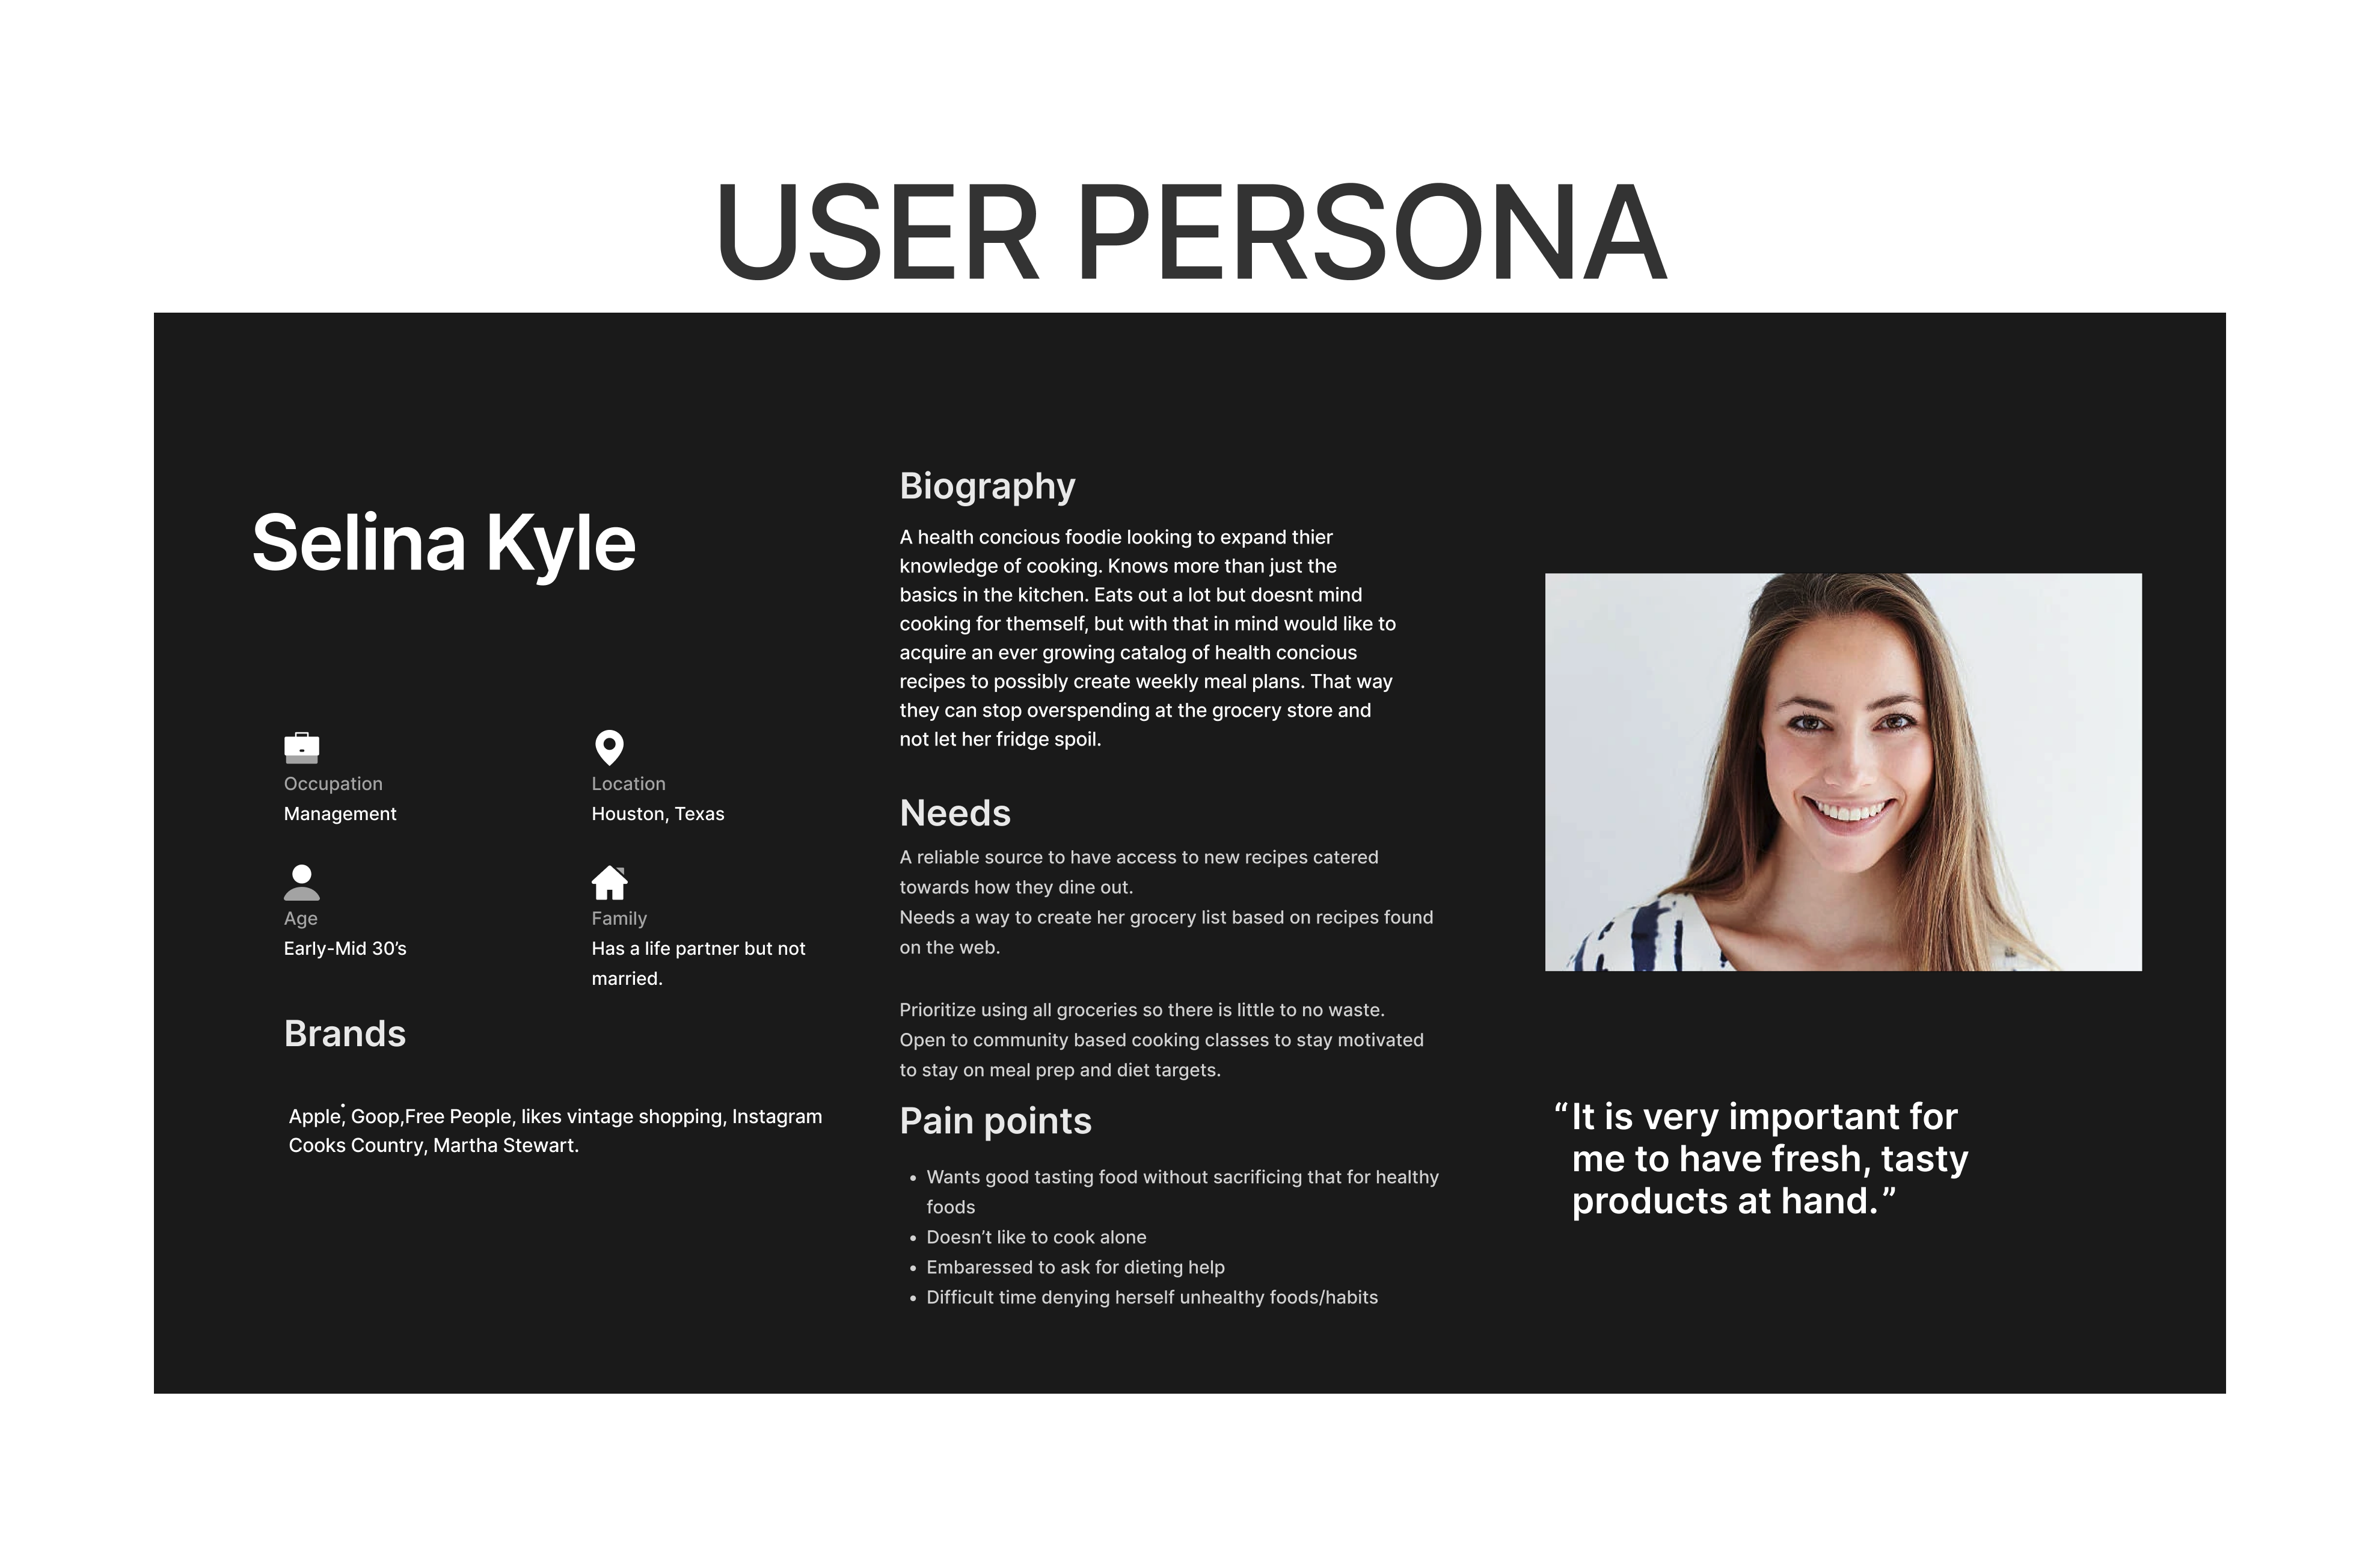 USER PERSONA
Selina Kyle
Occupation
Management
Location
Houston, Texas
Age
Early-Mid 30’s
Family
Has a life partner but not
married.
Brands
Apple, Goop,Free People, likes vintage shopping, Instagram
Cooks Country, Martha Stewart.
Biography
A health concious foodie looking to expand thier
knowledge of cooking. Knows more than just the
basics in the kitchen. Eats out a lot but doesnt mind
cooking for themself, but with that in mind would like to
acquire an ever growing catalog of health concious
recipes to possibly create weekly meal plans. That way
they can stop overspending at the grocery store and
not let her fridge spoil.
Needs
A reliable source to have access to new recipes catered
towards how they dine out.
Needs a way to create her grocery list based on recipes found
on the web.
Prioritize using all groceries so there is little to no waste.
Open to community based cooking classes to stay motivated
to stay on meal prep and diet targets.
Pain points
• Wants good tasting food without sacrificing that for healthy
foods
• Doesn’t like to cook alone
• Embaressed to ask for dieting help
• Difficult time denying herself unhealthy foods/habits
“It is very important for
me to have fresh, tasty
products at hand.”